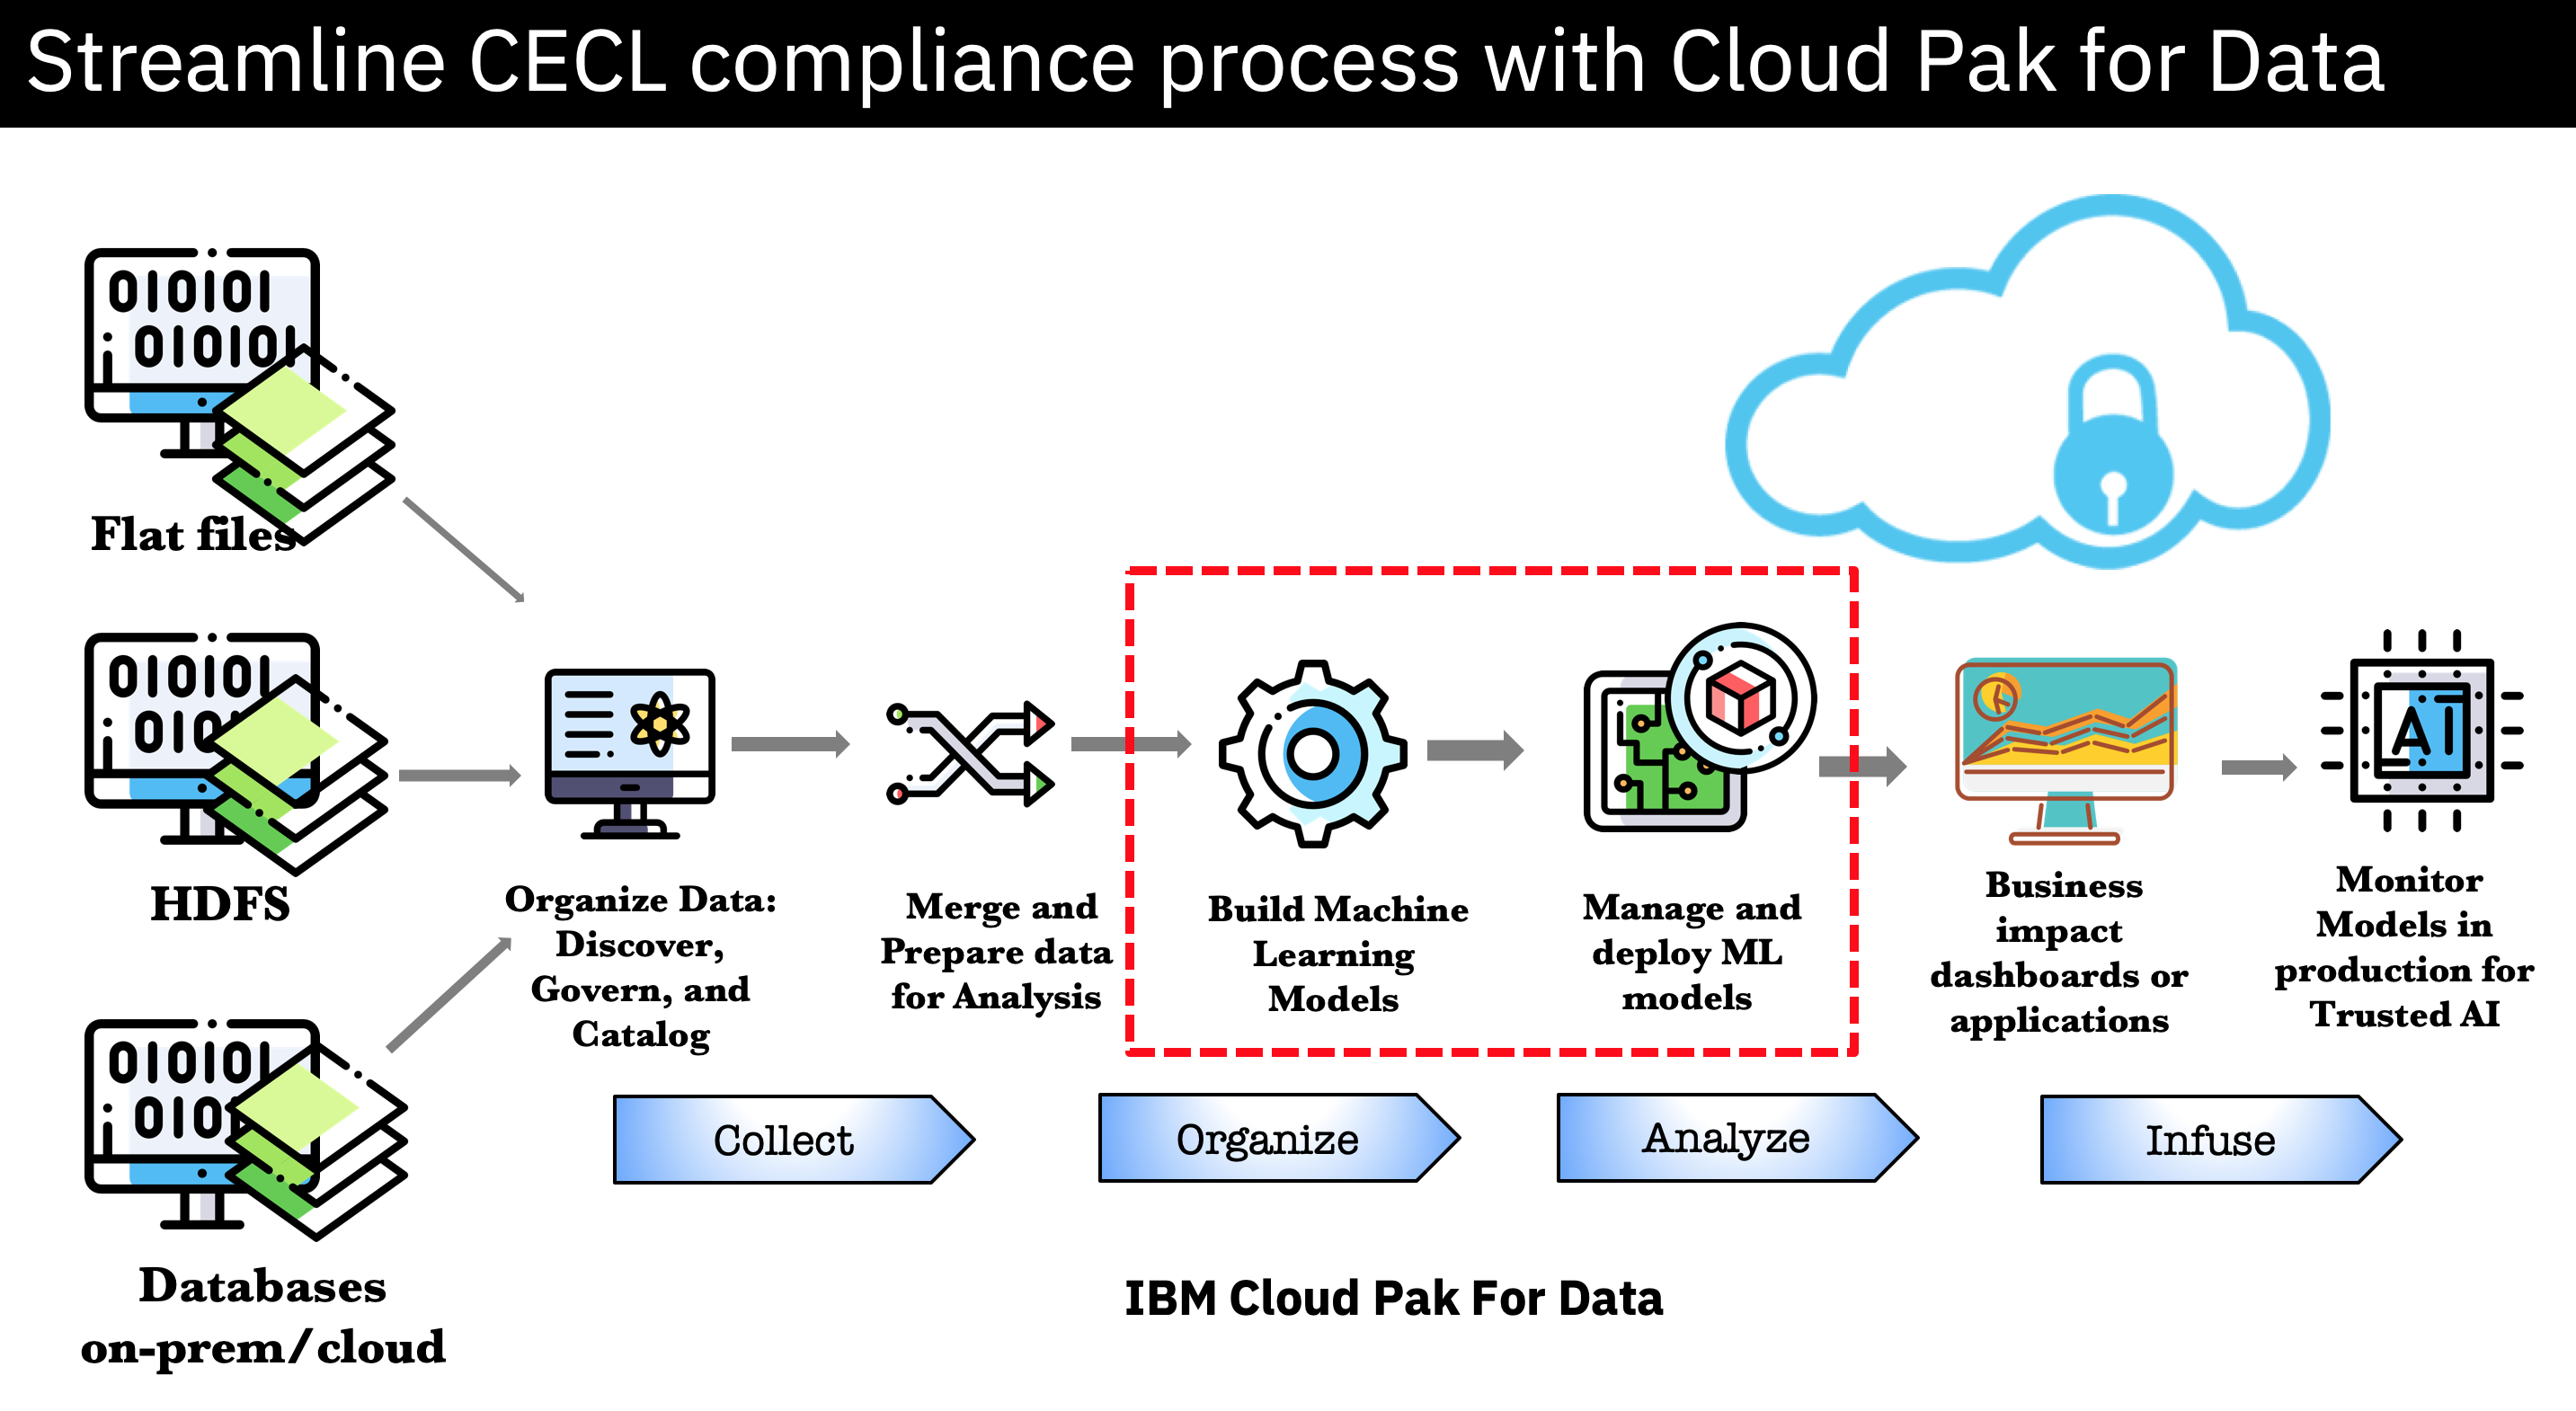 Streamline CECL compliance process with Cloud Pak for Data
010101
010101
Flat files
010101
010
HDFS
010101
010
Databases
on-prem/cloud
Organize Data:
Discover,
Govern, and
Catalog
Merge and
Prepare data
for Analysis
Build Machine
Learning
Models
Manage and
deploy ML
models
Business
impact
dashboards or
applications
AI
Monitor
Models in
production for
Trusted AI
Collect
Organize
Analyze
Infuse
IBM Cloud Pak For Data